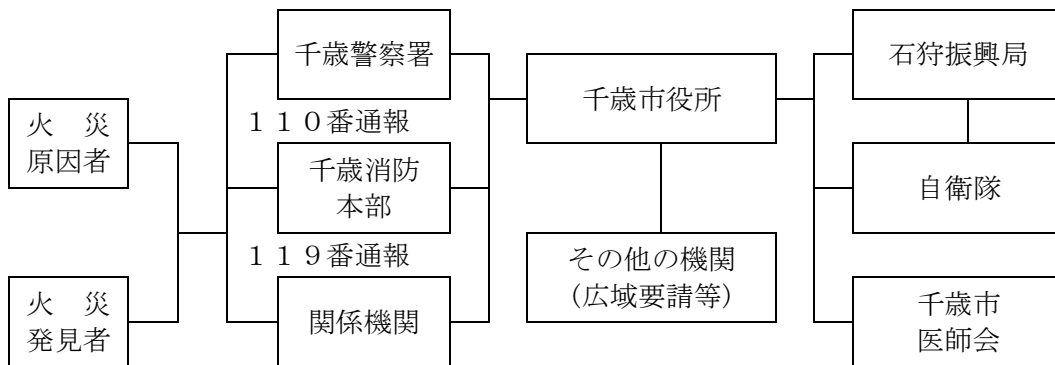 火　災
原因者
火　災
発見者
千歳警察署
１１０番通報
千歳消防
本部
１１９番通報
関係機関
千歳市役所
その他の機関
（広域要請等）
石狩振興局
自衛隊
千歳市
医師会